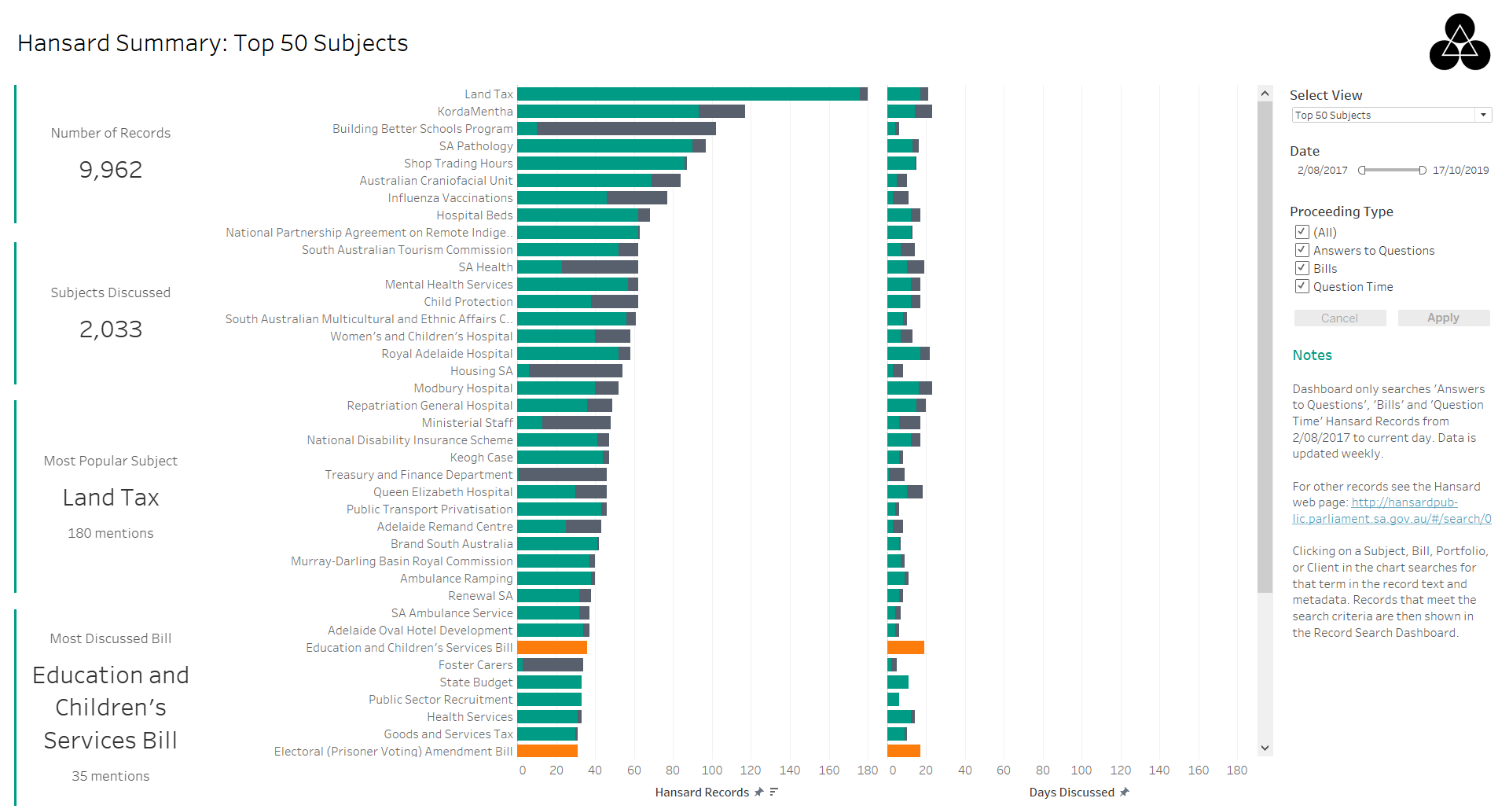 Hansard Summary: Top 50 Subjects
Number of Records
9,962
Subjects Discussed
2,033
Most Popular Subject
Land Tax
180 mentions
Most Discussed Bill
Education and
Children's
Services Bill
35 mentions
Land Tax
KordaMentha
Building Better Schools Program
SA Pathology
Shop Trading Hours
Australian Craniofacial Unit
Influenza Vaccinations
Hospital Beds
National Partnership Agreement on Remote Indige..
South Australian Tourism Commission
SA Health
Mental Health Services
Child Protection
South Australian Multicultural and Ethnic Affairs C..
Women's and Children's Hospital
Royal Adelaide Hospital
Housing SA
Modbury Hospital
Repatriation General Hospital
Ministerial Staff
National Disability Insurance Scheme
Keogh Case
Treasury and Finance Department
Queen Elizabeth Hospital
Public Transport Privatisation
Adelaide Remand Centre
Brand South Australia
Murray-Darling Basin Royal Commission
Ambulance Ramping
Renewal SA
SA Ambulance Service
Adelaide Oval Hotel Development
Education and Children's Services Bill
Foster Carers
State Budget
Public Sector Recruitment
Health Services
Goods and Services Tax
Electoral (Prisoner Voting) Amendment Bill
0 20 40 60 80 100 120 140 160 180
Hansard Records
0 20 40 60 80 100 120 140 160 180
Days Discussed
Select View
Top 50 Subjects
Date
2/08/2017 17/10/2019
Proceeding Type
(All)
Answers to Questions
Bills
Question Time
Cancel Apply
Notes
Dashboard only searches 'Answers
to Questions', 'Bills' and 'Question
Time' Hansard Records from
2/08/2017 to current day. Data is
updated weekly.
For other records see the Hansard
web page: http://hansardpub-
lic.parliament.sa.gov.au/#/search/0
Clicking on a Subject, Bill, Portfolio,
or Client in the chart searches for
that term in the record text and
metadata. Records that meet the
search criteria are then shown in
the Record Search Dashboard.